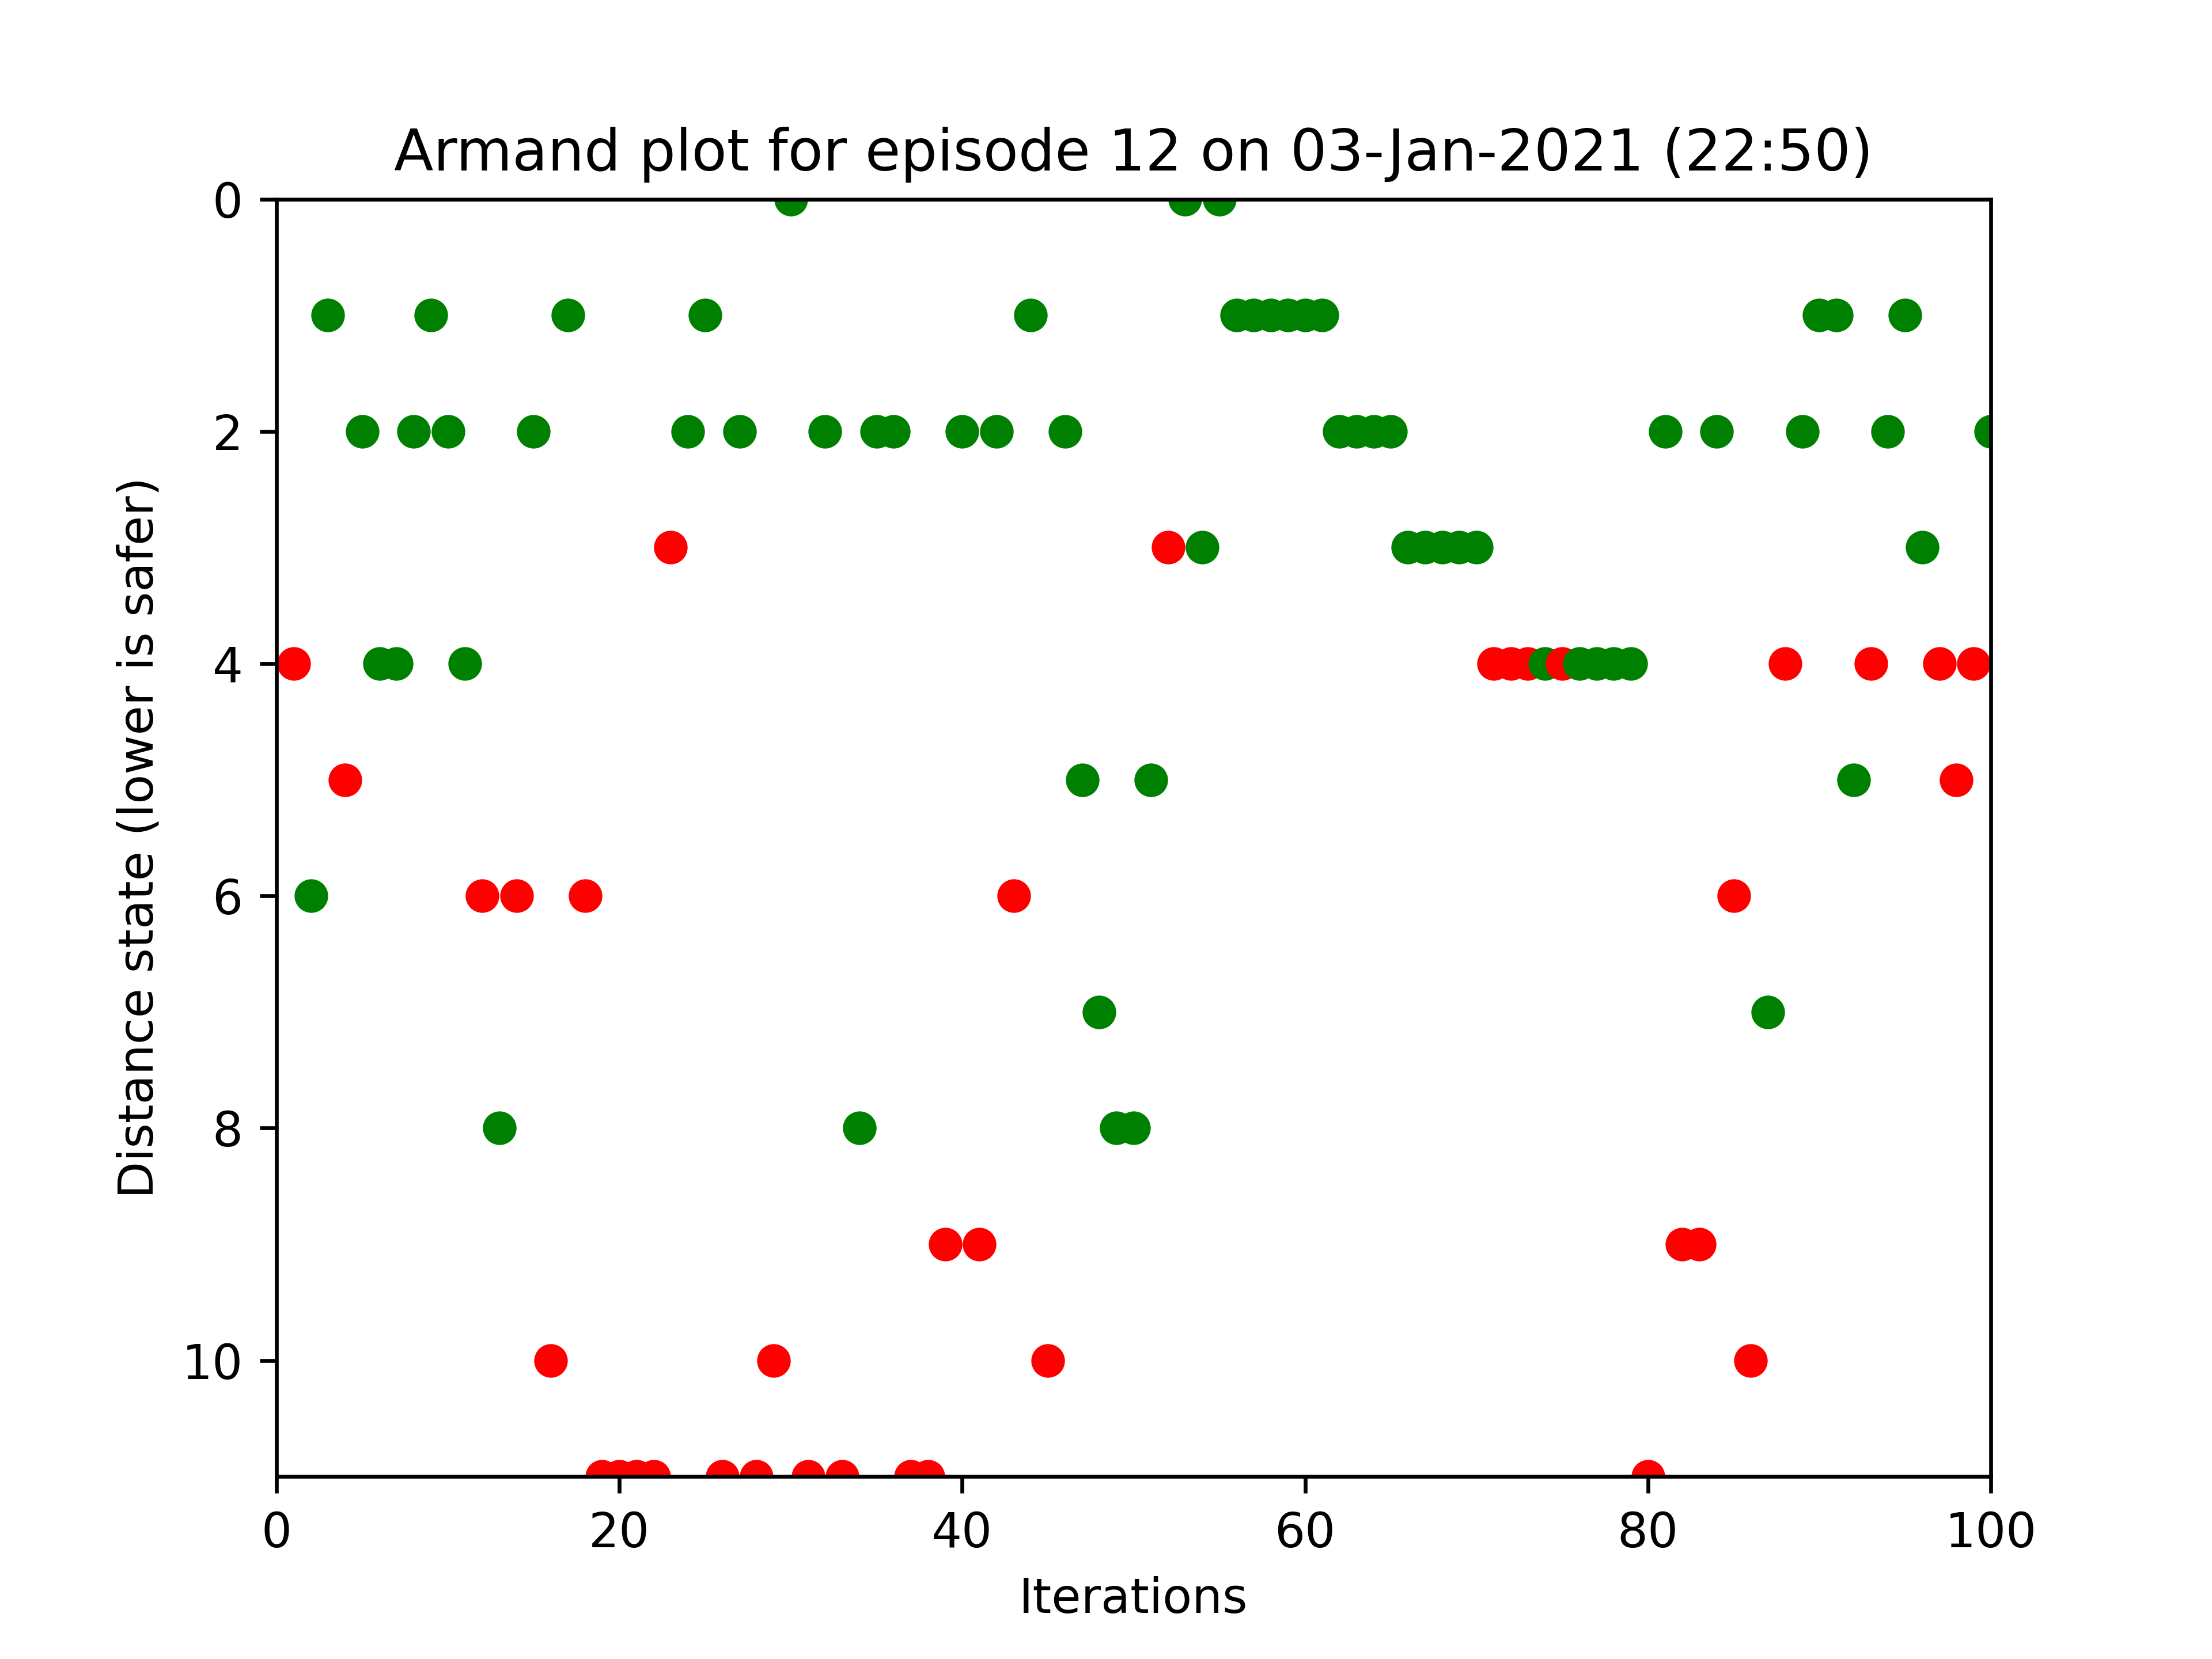 Armand plot for episode 12 on 03-Jan-2021 (22:50)
Distance state (lower is safer)
0
2
4
6
8
10
0 20 40 60 80 100
Iterations